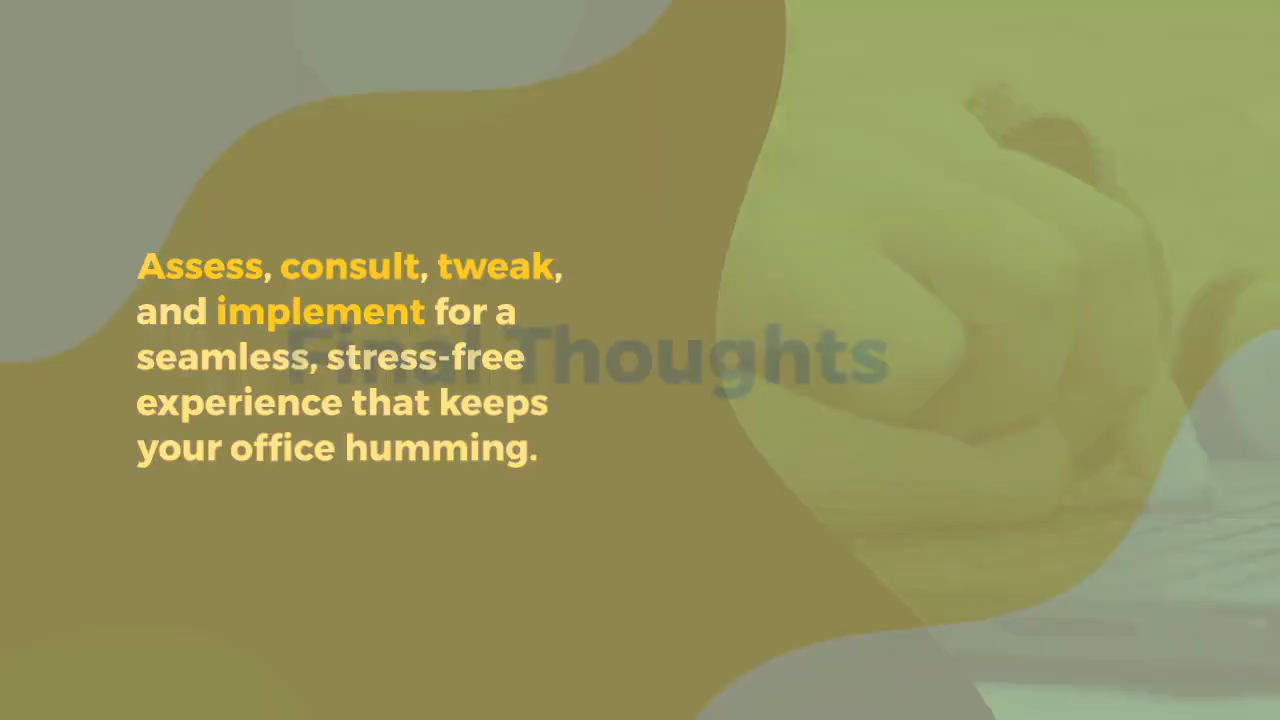 Assess, consult, tweak,
and implement for a
seamless, stress-free
experience that keeps
your office humming.
Final Thoughts